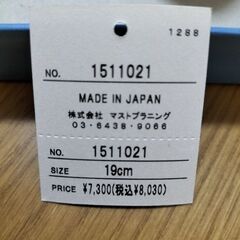 1288
NO. 1511021
MADE IN JAPAN
株式会社 マストプラニング
03-6438-9066
NO. 1511021
SIZE 19cm
PRICE ¥7,300(税込¥8,030)